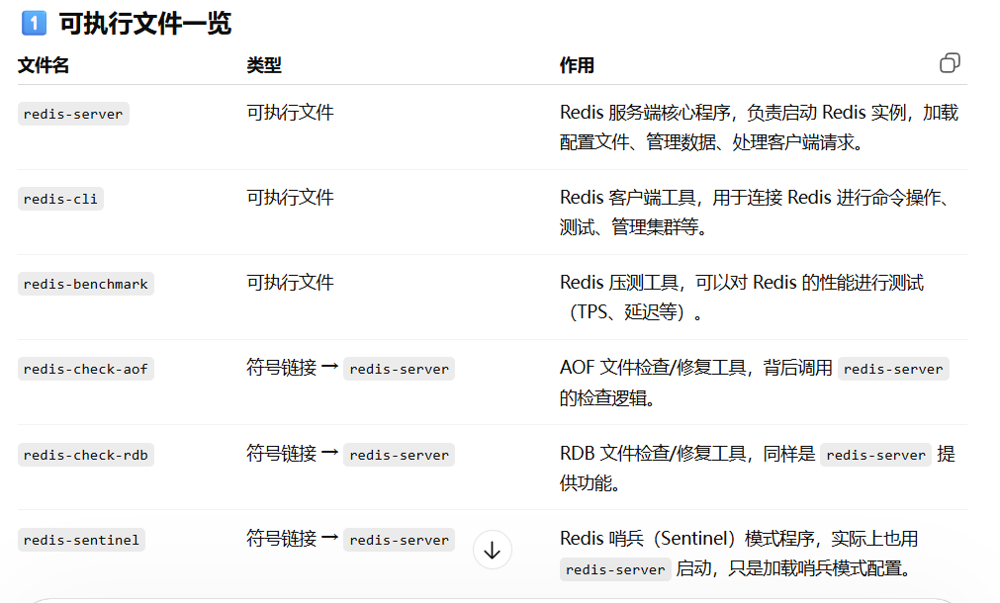 1 可执行文件一览
文件名 类型 作用
redis-server 可执行文件 Redis 服务端核心程序，负责启动 Redis 实例，加载
配置文件、管理数据、处理客户端请求。
redis-cli 可执行文件 Redis 客户端工具，用于连接 Redis 进行命令操作、
测试、管理集群等。
redis-benchmark 可执行文件 Redis 压测工具，可以对 Redis 的性能进行测试
（TPS、延迟等）。
redis-check-aof 符号链接 → redis-server AOF 文件检查/修复工具，背后调用 redis-server
的检查逻辑。
redis-check-rdb 符号链接 → redis-server RDB 文件检查/修复工具，同样是 redis-server 提
供功能。
redis-sentinel 符号链接 → redis-server Redis 哨兵（Sentinel）模式程序，实际上也用
redis-server 启动，只是加载哨兵模式配置。